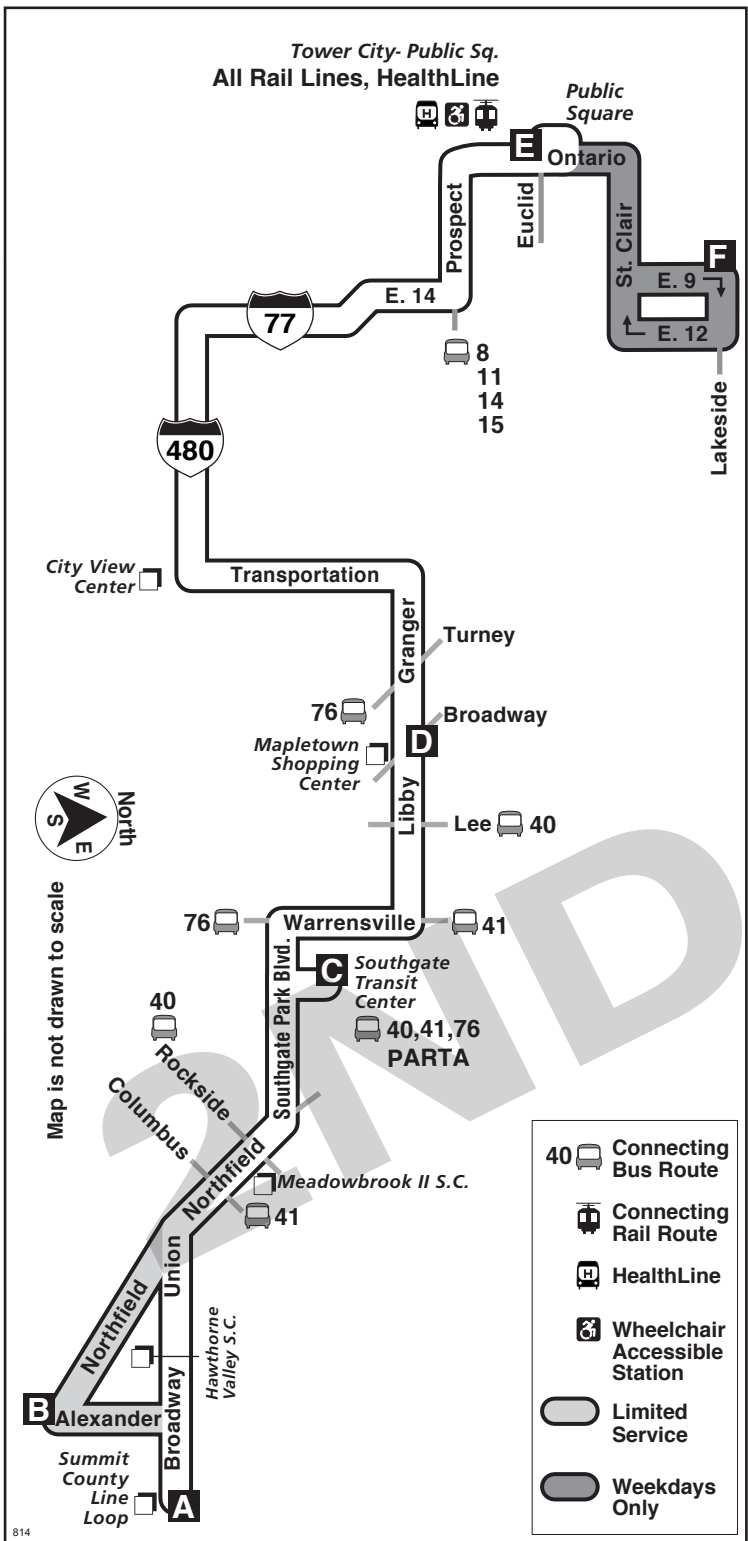 Tower City- Public Sq.
All Rail Lines, HealthLine
H
Public
Square
E
Ontario
Prospect
Euclid
St. Clair
F
E. 9
E. 12
Lakeside
E. 14
77
8
11
14
15
480
City View
Center
Transportation
Granger
Turney
76
Broadway
D
Mapletown
Shopping
Center
Libby
Lee 40
North
W
S
E
Map is not drawn to scale
76
Warrensville
41
Southgate Park Blvd.
C
Southgate
Transit
Center
40,41,76
PARTA
40
Rockside
Columbus
Northfield
Meadowbrook II S.C.
41
2ND
Union
Northfield
Hawthorne
Valley S.C.
B
Alexander
Broadway
Summit
County
Line
Loop
A
40 Connecting
Bus Route
Connecting
Rail Route
H HealthLine
Wheelchair
Accessible
Station
Limited
Service
Weekdays
Only
814